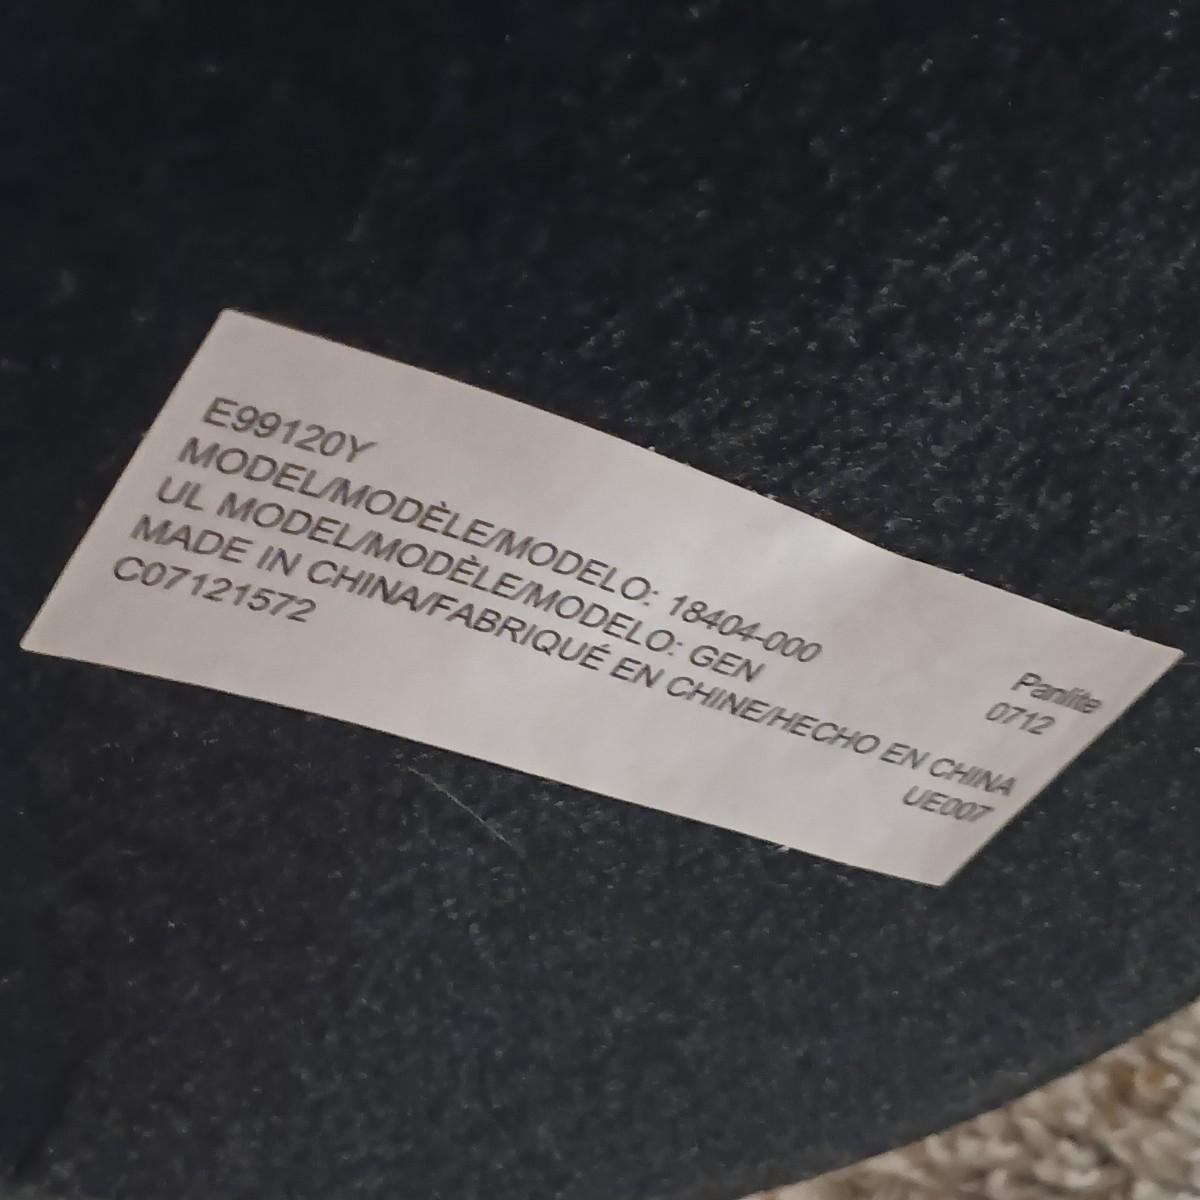 E99120Y
MODEL/MODÈLE/MODELO: 18404-000
UL MODEL/MODÈLE/MODELO: GEN
MADE IN CHINA/FABRIQUÉ EN CHINE/HECHO EN CHINA
C07121572
Panlite
0712
UE007